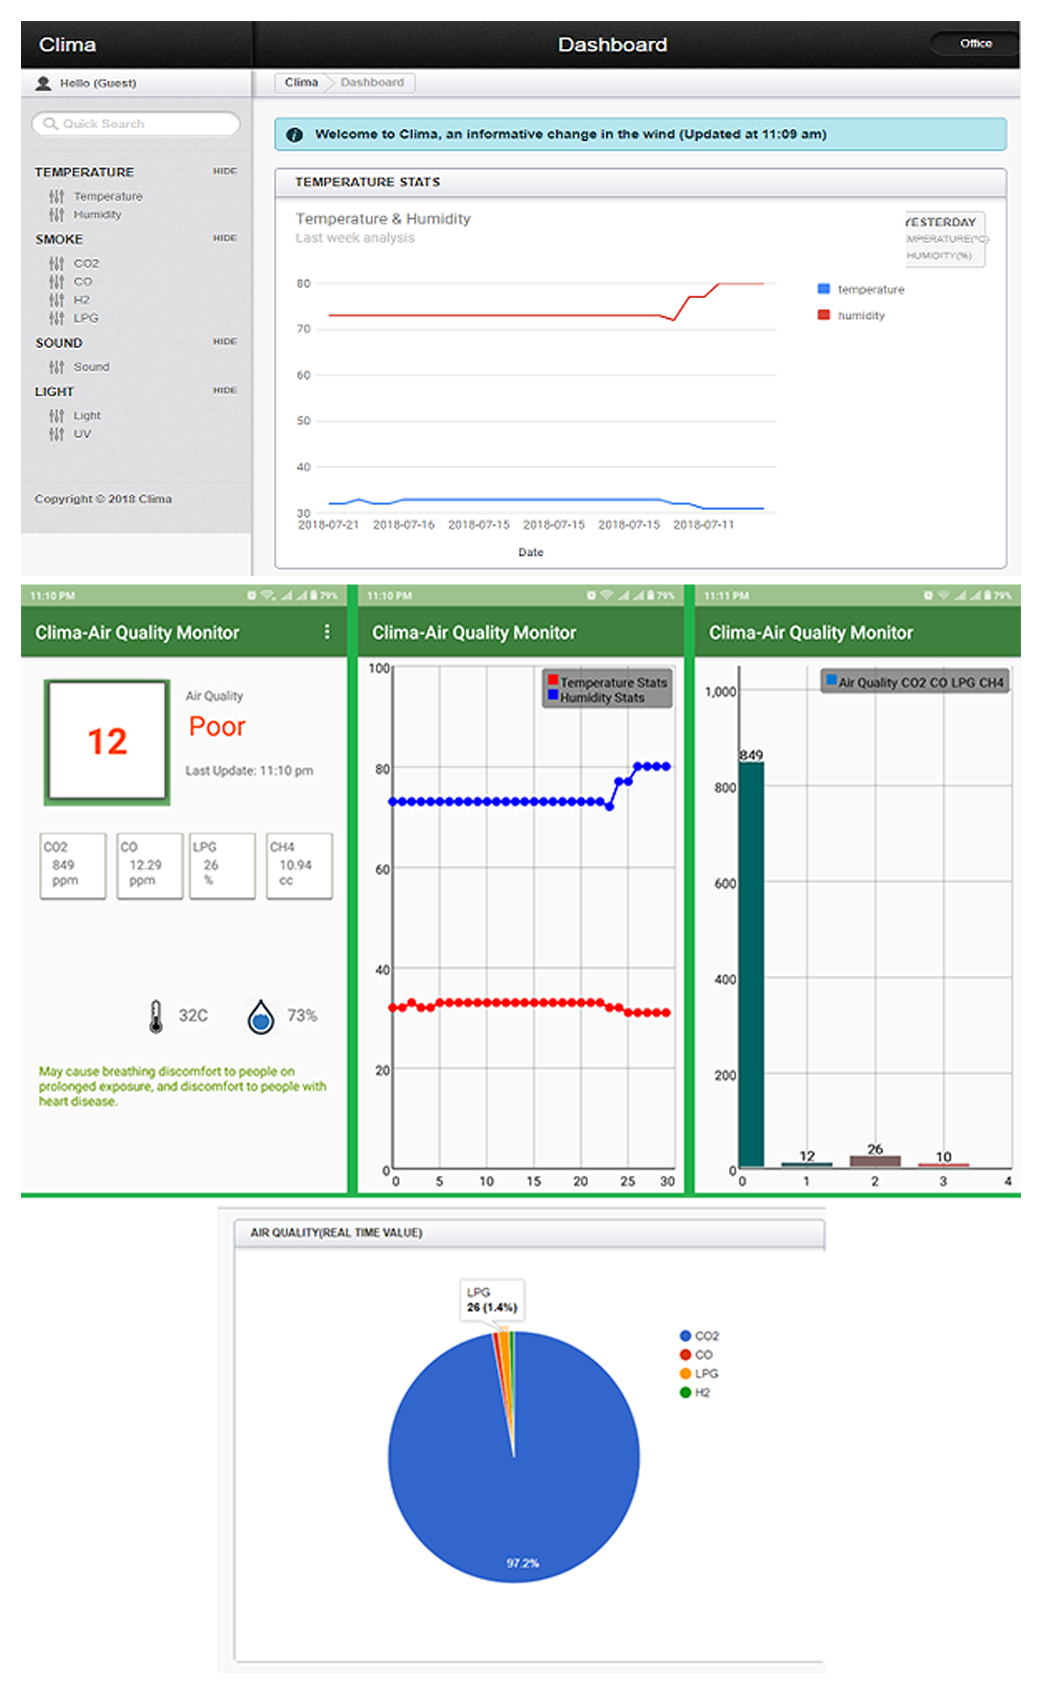 Clima
Dashboard
Office
Hello (Guest)
Clima
Dashboard
Quick Search
Welcome to Clima, an informative change in the wind (Updated at 11:09 am)
TEMPERATURE HIDE
Temperature
Humidity
SMOKE HIDE
CO2
CO
H2
LPG
SOUND HIDE
Sound
LIGHT HIDE
Light
UV
Copyright © 2018 Clima
TEMPERATURE STATS
Temperature & Humidity
Last week analysis
YESTERDAY
MPERATURE(°C)
HUMIDITY(%)
temperature
humidity
80
70
60
50
40
30
2018-07-21 2018-07-16 2018-07-15 2018-07-15 2018-07-15 2018-07-11
Date
11:10 PM 79%
Clima-Air Quality Monitor
12
Air Quality
Poor
Last Update: 11:10 pm
CO2
849
ppm
CO
12.29
ppm
LPG
26
%
CH4
10.94
cc
32C
73%
May cause breathing discomfort to people on
prolonged exposure, and discomfort to people with
heart disease.
11:10 PM 79%
Clima-Air Quality Monitor
Temperature Stats
Humidity Stats
100
80
60
40
20
0
0 5 10 15 20 25 30
11:11 PM 79%
Clima-Air Quality Monitor
Air Quality CO2 CO LPG CH4
1,000
800
600
400
200
0
849
12
26
10
0 1 2 3 4
AIR QUALITY(REAL TIME VALUE)
LPG
26 (1.4%)
97.2%
CO2
CO
LPG
H2